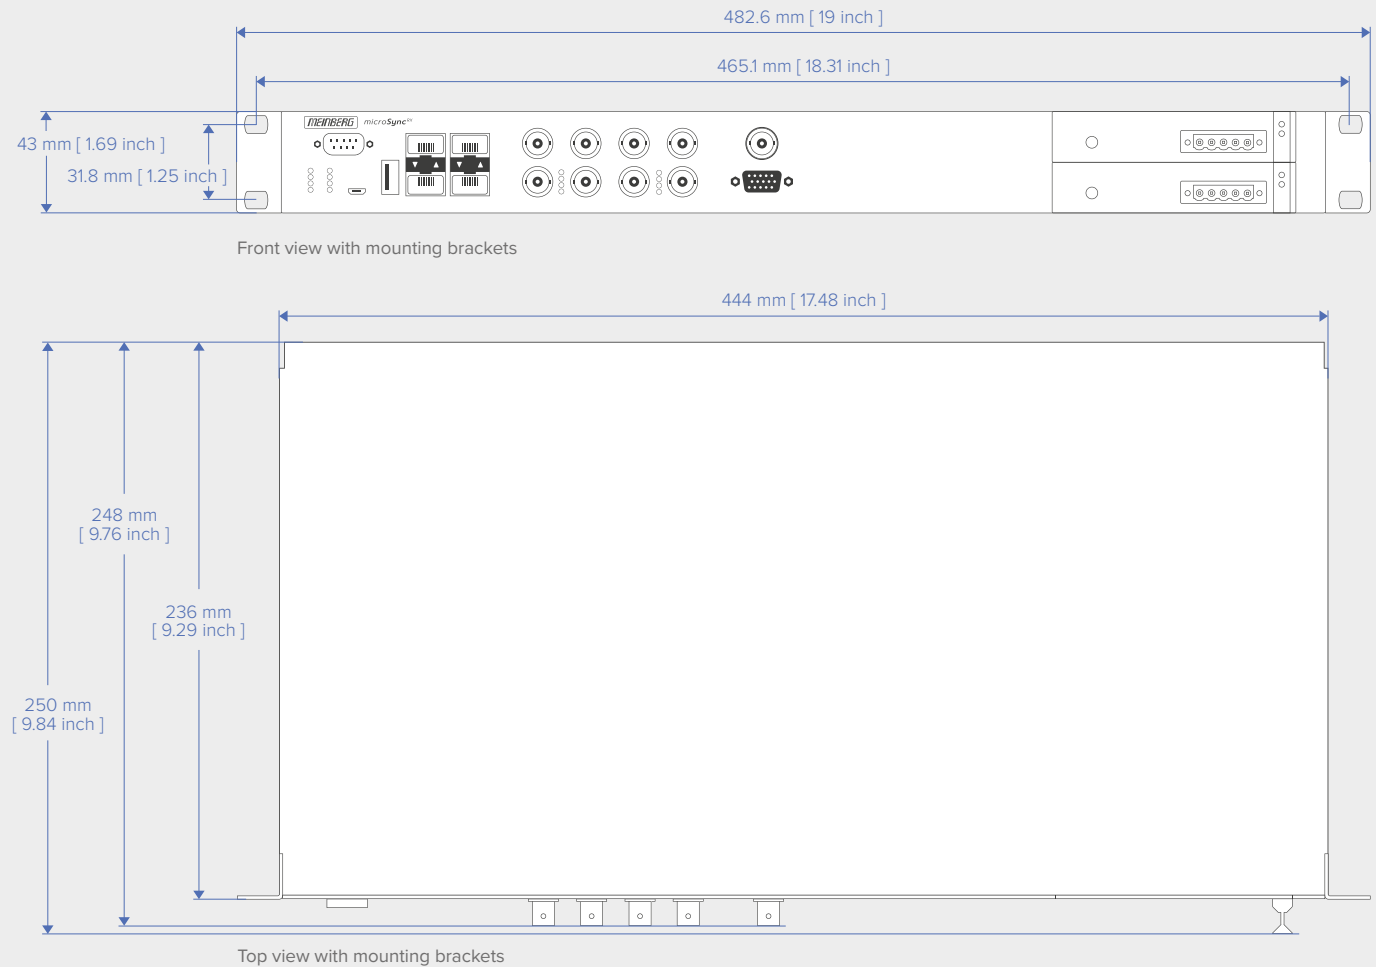 482.6 mm [ 19 inch ]
465.1 mm [ 18.31 inch ]
MEINBERG microSync
43 mm [ 1.69 inch ]
31.8 mm [ 1.25 inch ]
Front view with mounting brackets
444 mm [ 17.48 inch ]
248 mm
[ 9.76 inch ]
236 mm
[ 9.29 inch ]
250 mm
[ 9.84 inch ]
Top view with mounting brackets